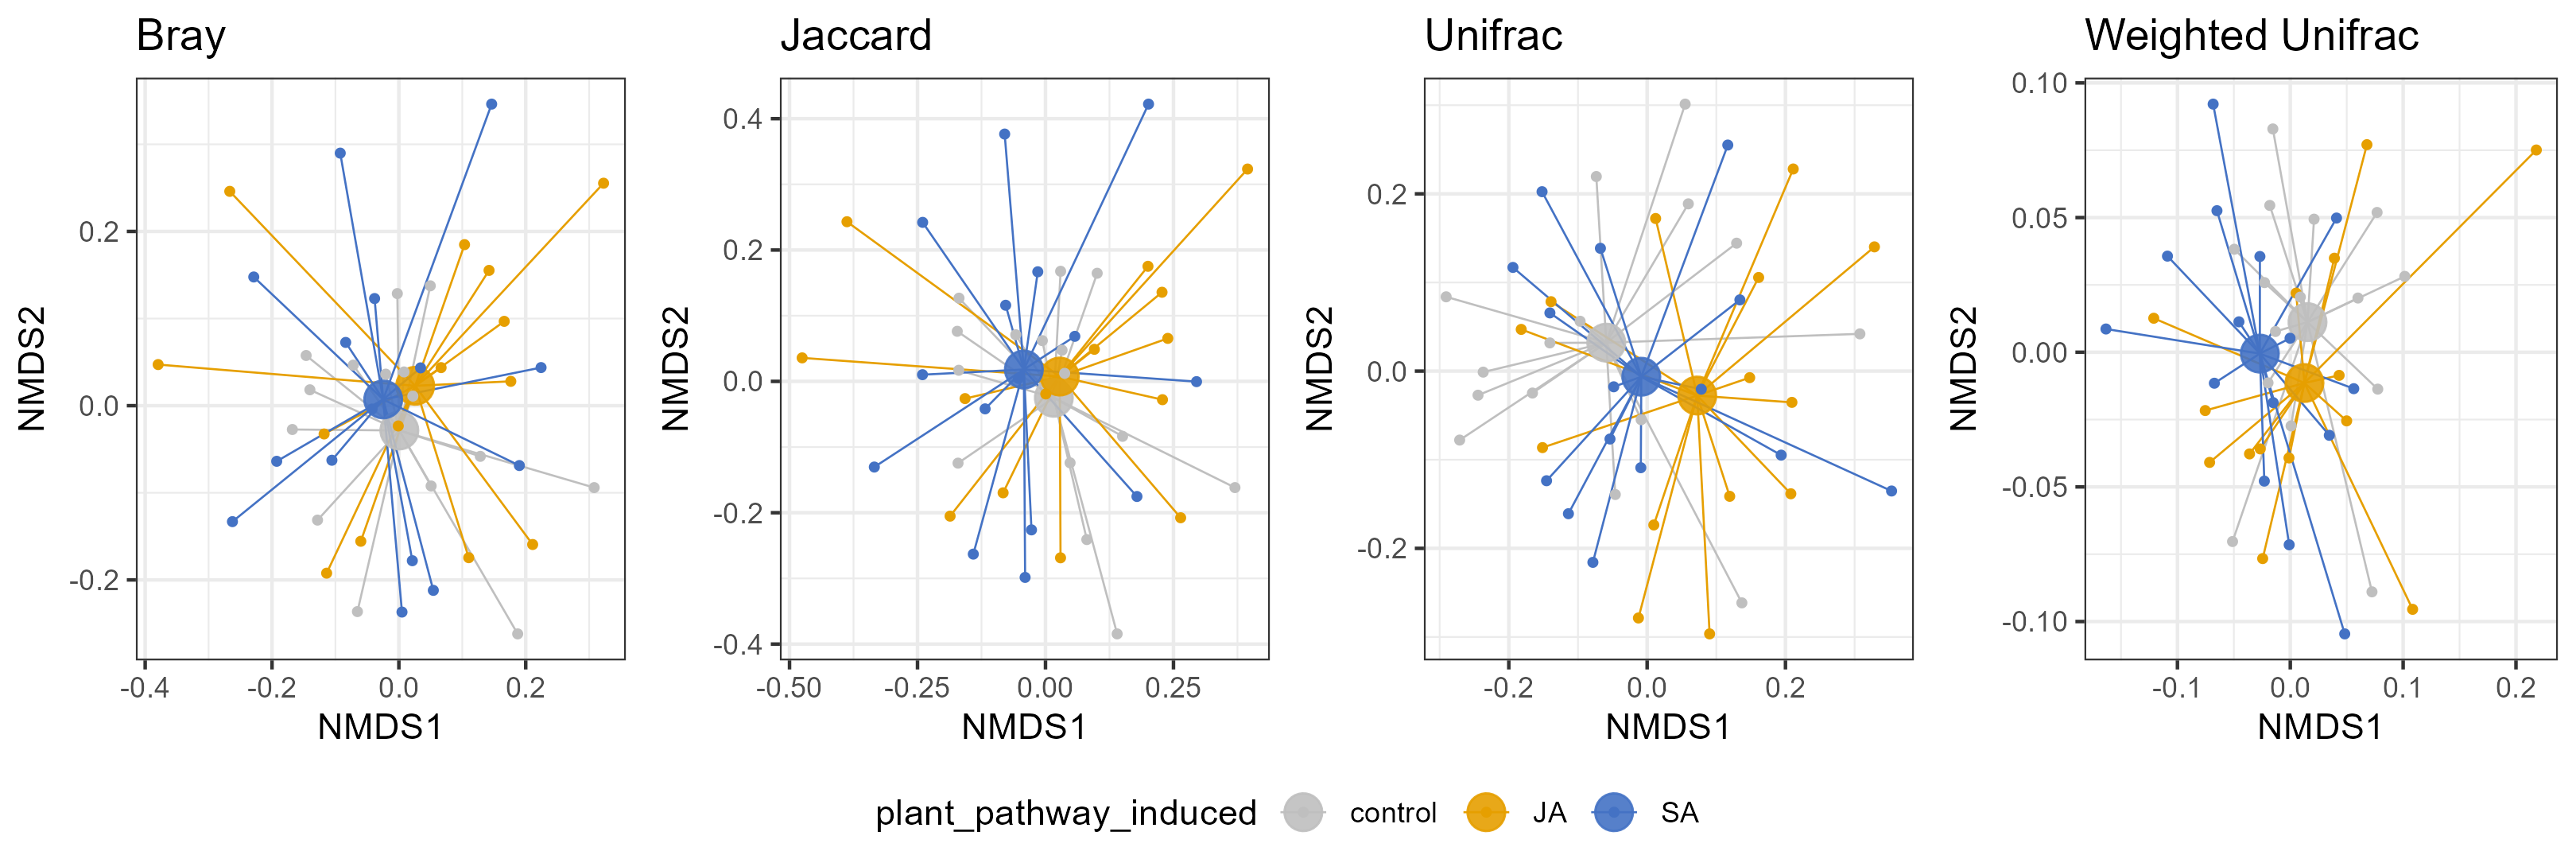 Bray
Jaccard
Unifrac
Weighted Unifrac
NMDS2
0.2
0.0
-0.2
-0.4
-0.2
0.0
0.2
NMDS1
NMDS2
0.4
0.2
0.0
-0.2
-0.4
-0.50
-0.25
0.00
0.25
NMDS1
NMDS2
0.2
0.0
-0.2
-0.2
0.0
0.2
NMDS1
NMDS2
0.10
0.05
0.00
-0.05
-0.10
-0.1
0.0
0.1
0.2
NMDS1
plant_pathway_induced control JA SA